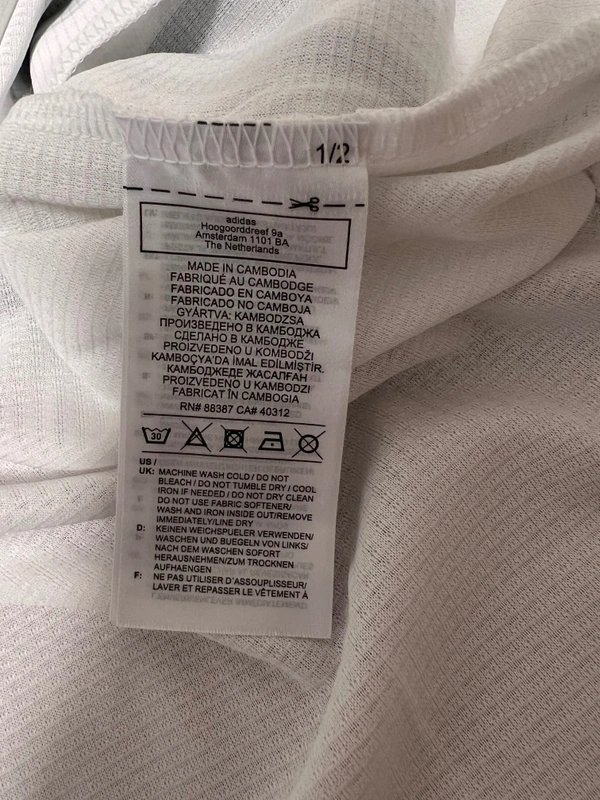 1/2
adidas
Hoogoorddreef 9a
Amsterdam 1101 BA
The Netherlands
MADE IN CAMBODIA
FABRIQUÉ AU CAMBODGE
FABRICADO EN CAMBOYA
FABRICADO NO CAMBOJA
GYÁRTVA: KAMBODZSA
ПРОИЗВЕДЕНО В КАМБОДЖА
СДЕЛАНО В КАМБОДЖЕ
PROIZVEDENO U KOMBODŽI
KAMBOÇYA'DA İMAL EDİLMİŞTİR.
КАМБОДЖЕДЕ ЖАСАЛҒАН
PROIZVEDENO U KAMBODZI
FABRICAT ÎN CAMBOGIA
RN# 88387 CA# 40312
30
US /
UK: MACHINE WASH COLD / DO NOT
BLEACH / DO NOT TUMBLE DRY / COOL
IRON IF NEEDED / DO NOT DRY CLEAN
DO NOT USE FABRIC SOFTENER/
WASH AND IRON INSIDE OUT/REMOVE
IMMEDIATELY/LINE DRY
D: KEINEN WEICHSPUELER VERWENDEN/
WASCHEN UND BUEGELN VON LINKS/
NACH DEM WASCHEN SOFORT
HERAUSNEHMEN/ZUM TROCKNEN
AUFHAENGEN
F: NE PAS UTILISER D'ASSOUPLISSEUR/
LAVER ET REPASSER LE VÊTEMENT À